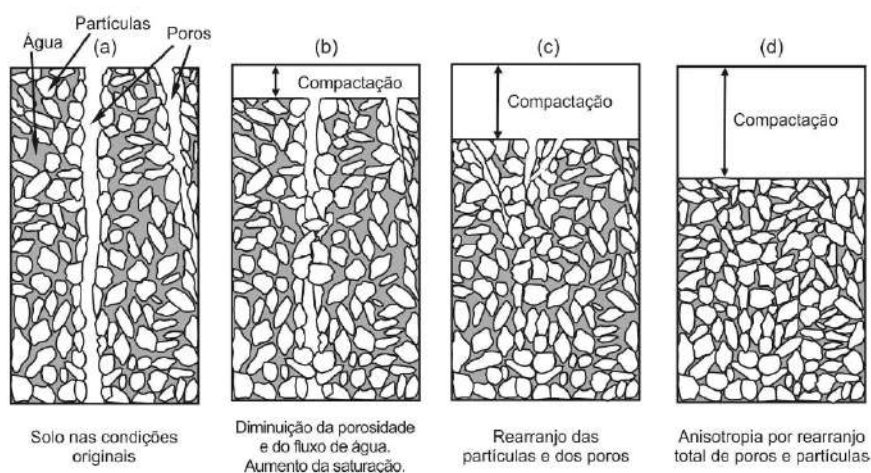 Água
Partículas
(a)
Poros
(b)
Compactação
(c)
Compactação
(d)
Compactação
Solo nas condições
originais
Diminuição da porosidade
e do fluxo de água.
Aumento da saturação.
Rearranjo das
partículas e dos poros
Anisotropia por rearranjo
total de poros e partículas